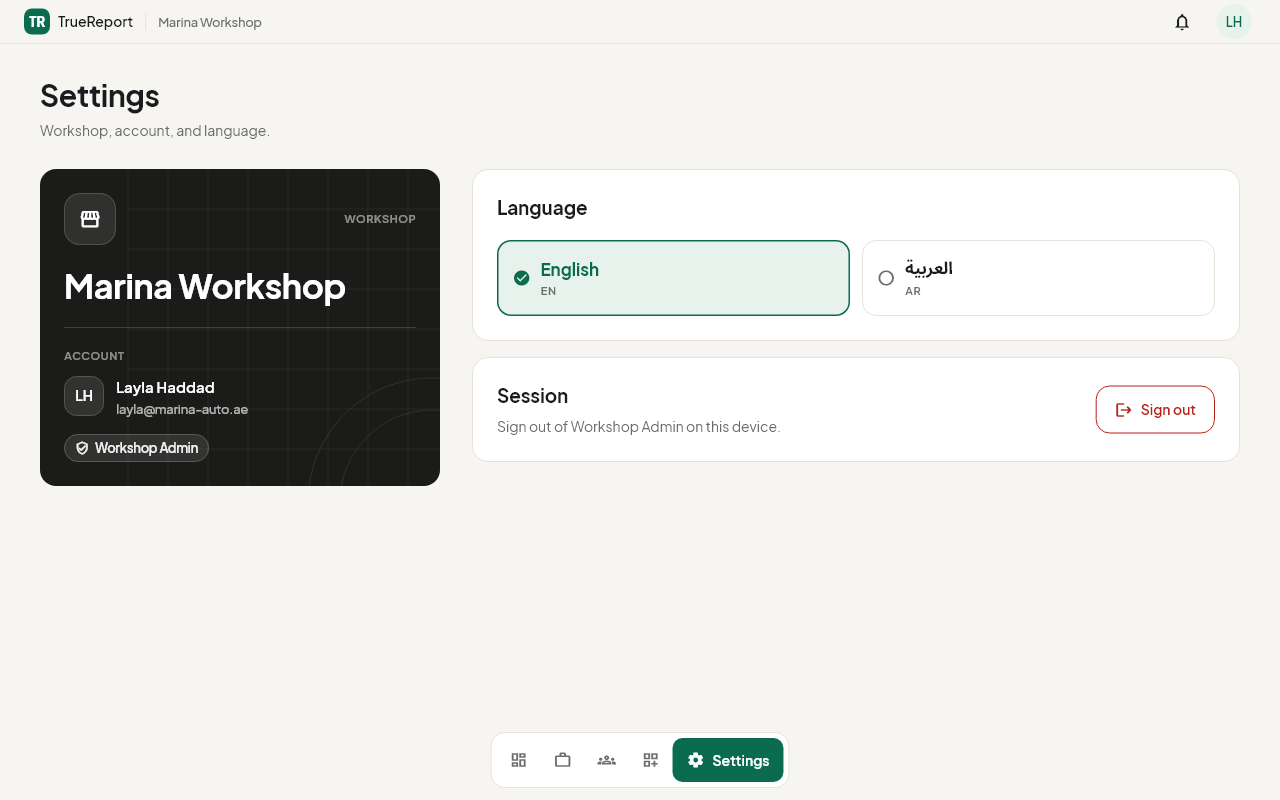 TR TrueReport Marina Workshop LH
Settings
Workshop, account, and language.
WORKSHOP
Marina Workshop
ACCOUNT
LH
Layla Haddad
layla@marina-auto.ae
Workshop Admin
Language
English
EN
العربية
AR
Session
Sign out of Workshop Admin on this device.
Sign out
Settings